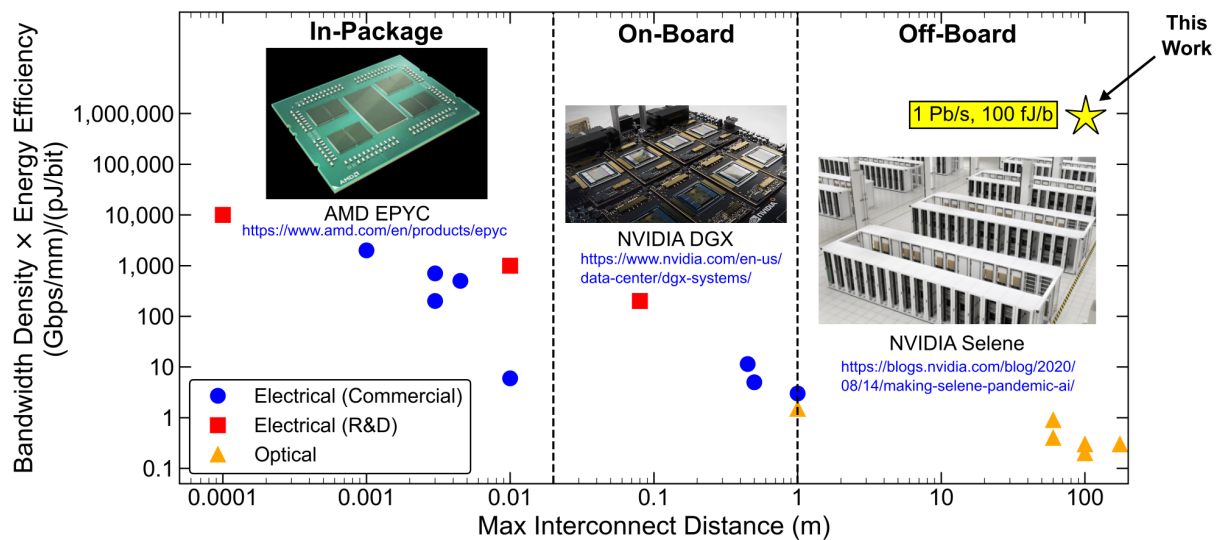 In-Package
On-Board
Off-Board
This
Work
1 Pb/s, 100 fJ/b
AMD EPYC
https://www.amd.com/en/products/epyc
AMD
NVIDIA
NVIDIA DGX
https://www.nvidia.com/en-us/
data-center/dgx-systems/
NVIDIA Selene
https://blogs.nvidia.com/blog/2020/
08/14/making-selene-pandemic-ai/
Bandwidth Density × Energy Efficiency
(Gbps/mm)/(pJ/bit)
1,000,000
100,000
10,000
1,000
100
10
1
0.1
Electrical (Commercial)
Electrical (R&D)
Optical
0.0001
0.001
0.01
0.1
1
10
100
Max Interconnect Distance (m)